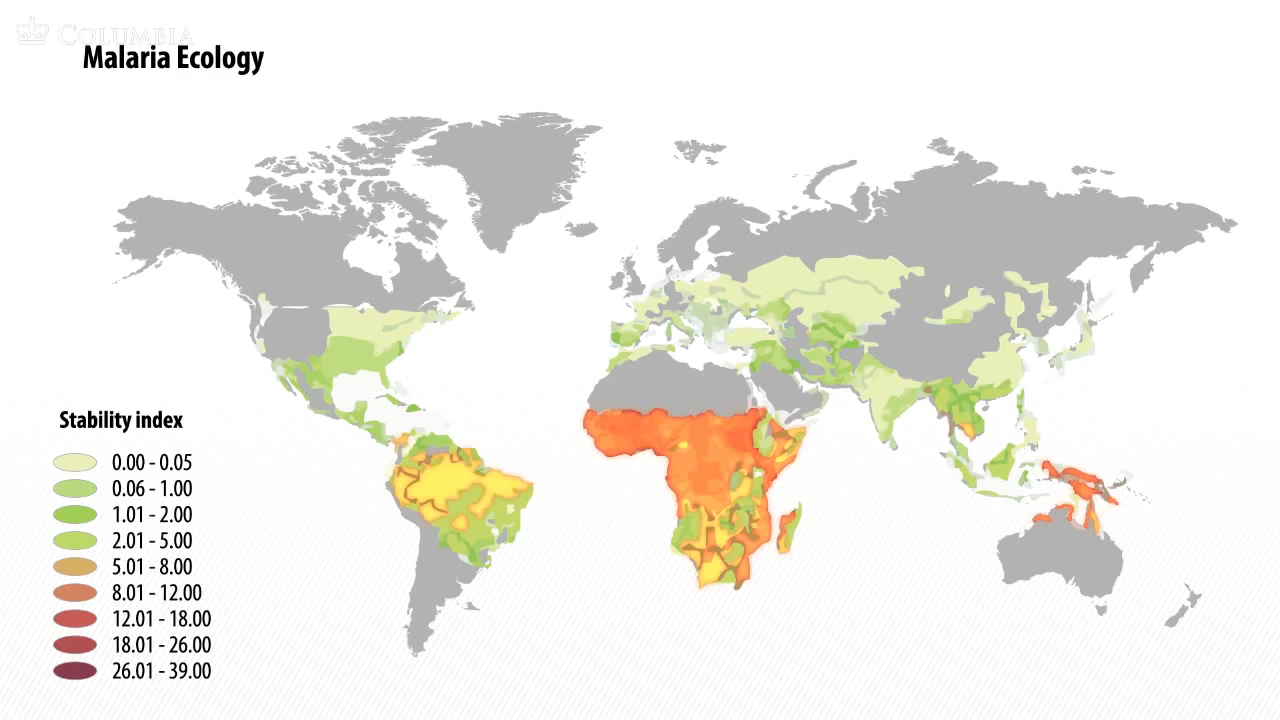 COLUMBIA
Malaria Ecology
Stability index
0.00 - 0.05
0.06 - 1.00
1.01 - 2.00
2.01 - 5.00
5.01 - 8.00
8.01 - 12.00
12.01 - 18.00
18.01 - 26.00
26.01 - 39.00